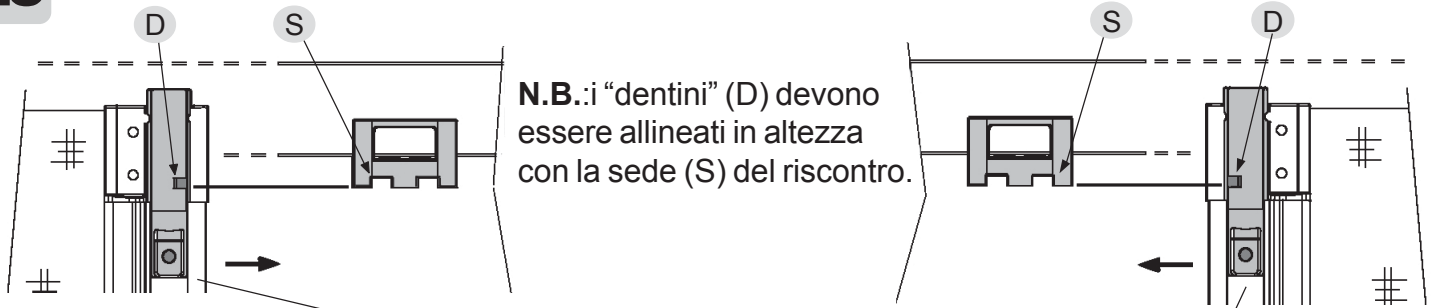 D
S
N.B.:i “dentini” (D) devono
essere allineati in altezza
con la sede (S) del riscontro.
S
D